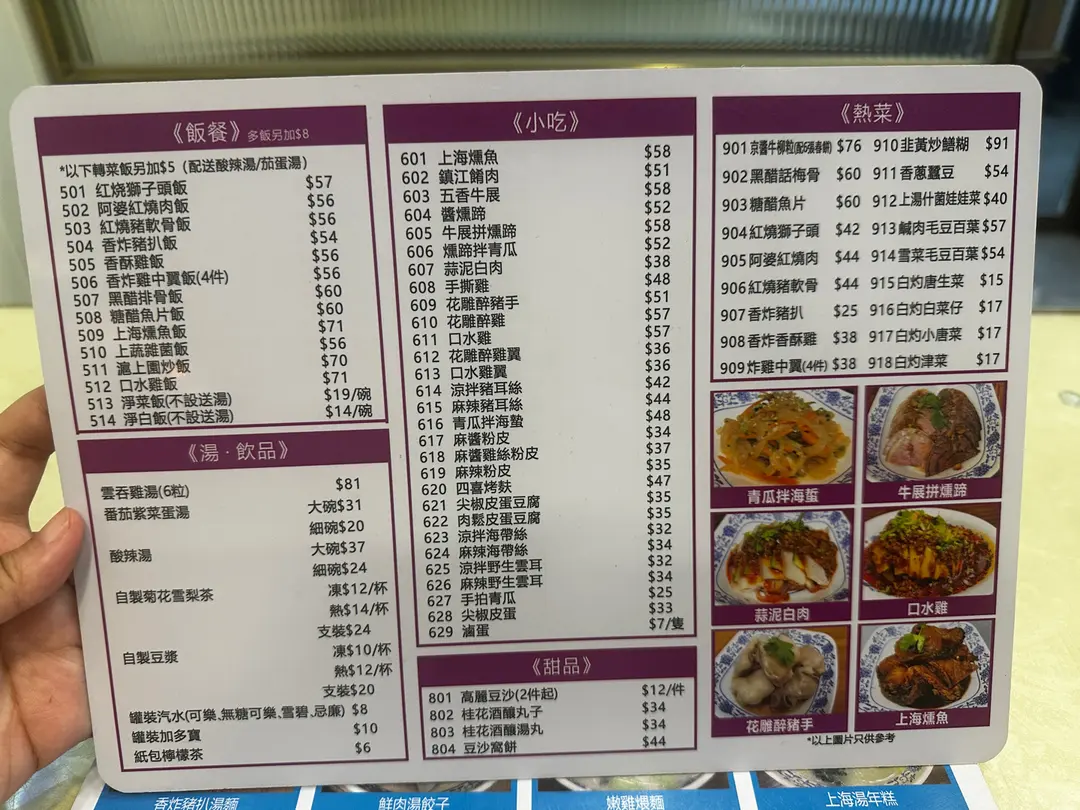 《飯餐》多飯另加$8
*以下轉菜飯另加$5 (配送酸辣湯/茄蛋湯)
501 紅燒獅子頭飯 $57
502 阿婆紅燒肉飯 $56
503 紅燒豬軟骨飯 $56
504 香炸豬扒飯 $54
505 香酥雞飯 $56
506 香炸雞中翼飯(4件) $56
507 黑醋排骨飯 $60
508 糖醋魚片飯 $60
509 上海燻魚飯 $71
510 上蔬雜菌飯 $56
511 滬上園炒飯 $70
512 口水雞飯 $71
513 淨菜飯(不設送湯) $19/碗
514 淨白飯(不設送湯) $14/碗
《湯 · 飲品》
雲吞雞湯(6粒) $81
番茄紫菜蛋湯 大碗$31
細碗$20
酸辣湯 大碗$37
細碗$24
自製菊花雪梨茶 凍$12/杯
熱$14/杯
支裝$24
自製豆漿 凍$10/杯
熱$12/杯
支裝$20
罐裝汽水(可樂、無糖可樂、雪碧、忌廉) $8
罐裝加多寶 $10
紙包檸檬茶 $6
《小吃》
601 上海燻魚 $58
602 鎮江餚肉 $51
603 五香牛展 $58
604 醬燻蹄 $52
605 牛展拼燻蹄 $58
606 燻蹄拌青瓜 $52
607 蒜泥白肉 $38
608 手撕雞 $48
609 花雕醉豬手 $51
610 花雕醉雞 $57
611 口水雞 $57
612 花雕醉雞翼 $36
613 口水雞翼 $36
614 涼拌豬耳絲 $42
615 麻辣豬耳絲 $44
616 青瓜拌海蜇 $48
617 麻醬粉皮 $34
618 麻醬雞絲粉皮 $37
619 麻辣粉皮 $35
620 四喜烤麩 $47
621 尖椒皮蛋豆腐 $35
622 肉鬆皮蛋豆腐 $35
623 涼拌海帶絲 $32
624 麻辣海帶絲 $34
625 涼拌野生雲耳 $32
626 麻辣野生雲耳 $34
627 手拍青瓜 $25
628 尖椒皮蛋 $33
629 滷蛋 $7/隻
《甜品》
801 高麗豆沙(2件起) $12/件
802 桂花酒釀丸子 $34
803 桂花酒釀湯丸 $34
804 豆沙窩餅 $44
《熱菜》
901 京醬牛柳粒(配6張春餅) $76
902 黑醋話梅骨 $60
903 糖醋魚片 $60
904 紅燒獅子頭 $42
905 阿婆紅燒肉 $44
906 紅燒豬軟骨 $44
907 香炸豬扒 $25
908 香炸香酥雞 $38
909 炸雞中翼(4件) $38
910 韭黃炒鱔糊 $91
911 香蔥蠶豆 $54
912 上湯什菌娃娃菜 $40
913 鹹肉毛豆百葉 $57
914 雪菜毛豆百葉 $54
915 白灼唐生菜 $15
916 白灼白菜仔 $17
917 白灼小唐菜 $17
918 白灼津菜 $17
青瓜拌海蜇
牛展拼燻蹄
蒜泥白肉
口水雞
花雕醉豬手
上海燻魚
*以上圖片只供參考
香炸豬扒湯麵
鮮肉湯餃子
嫩雞煨麵
上海湯年糕